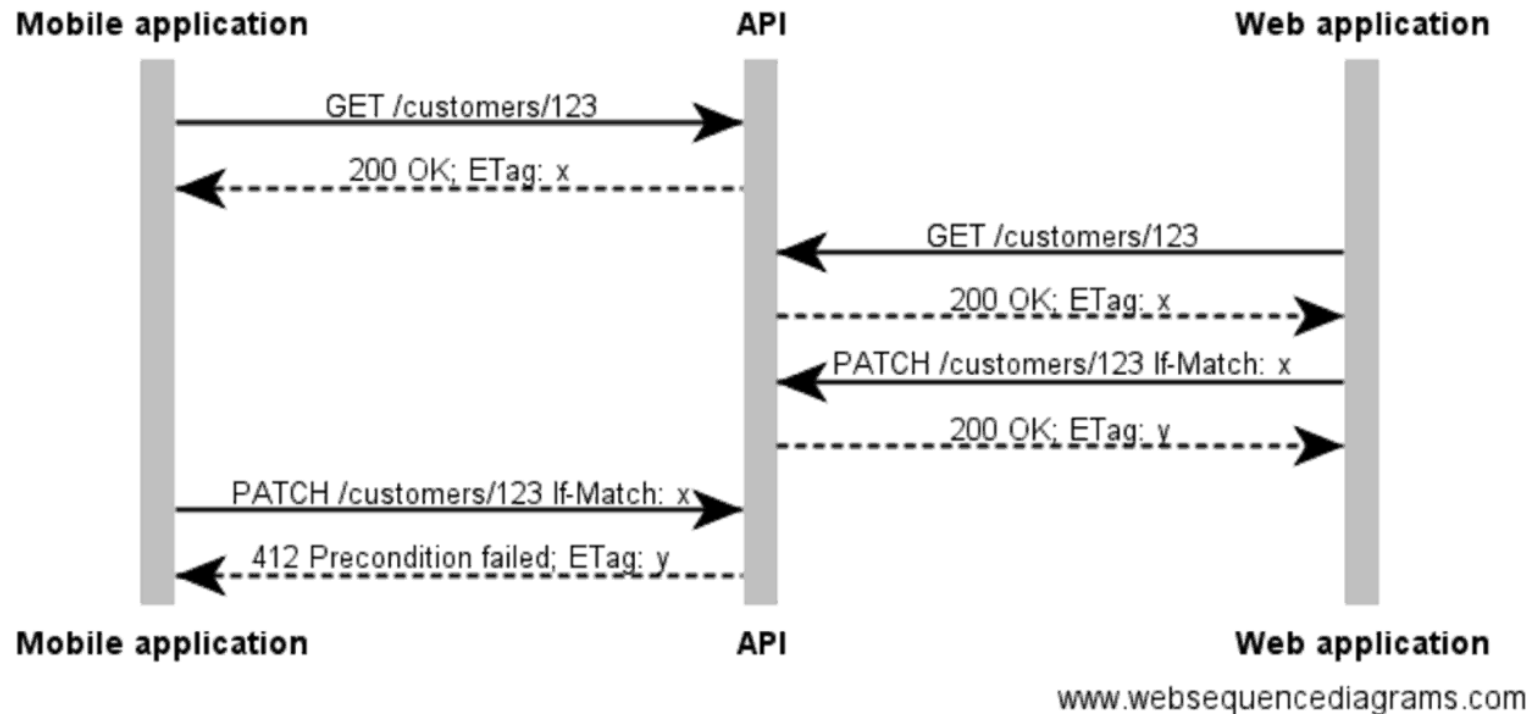 Mobile application API Web application
GET /customers/123
200 OK; ETag: x
GET /customers/123
200 OK; ETag: x
PATCH /customers/123 If-Match: x
200 OK; ETag: y
PATCH /customers/123 If-Match: x
412 Precondition failed; ETag: y
Mobile application API Web application
www.websequencediagrams.com